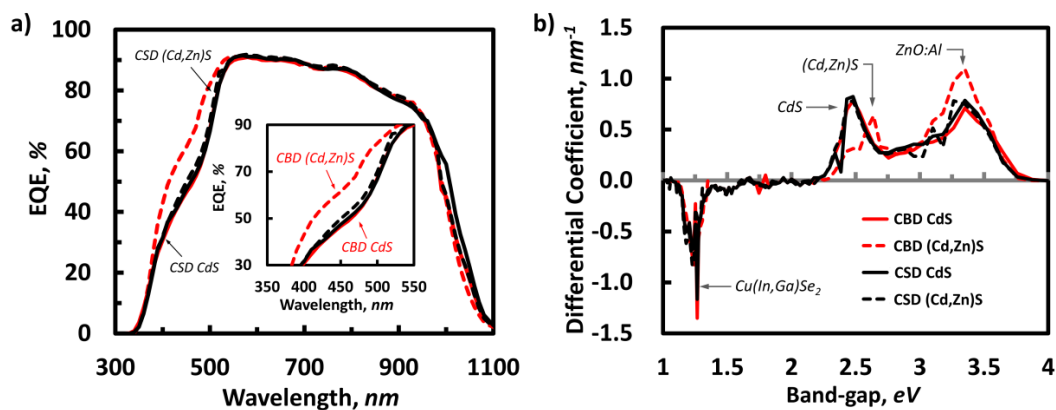 a)
EQE, %
100
80
60
40
20
0
300
500
700
900
1100
Wavelength, nm
CSD (Cd,Zn)S
CSD CdS
EQE, %
90
70
50
30
350
400
450
500
550
Wavelength, nm
CBD (Cd,Zn)S
CBD CdS
b)
Differential Coefficient, nm-1
1.5
1.0
0.5
0.0
-0.5
-1.0
-1.5
1
1.5
2
2.5
3
3.5
4
Band-gap, eV
ZnO:Al
(Cd,Zn)S
CdS
Cu(In,Ga)Se2
CBD CdS
CBD (Cd,Zn)S
CSD CdS
CSD (Cd,Zn)S